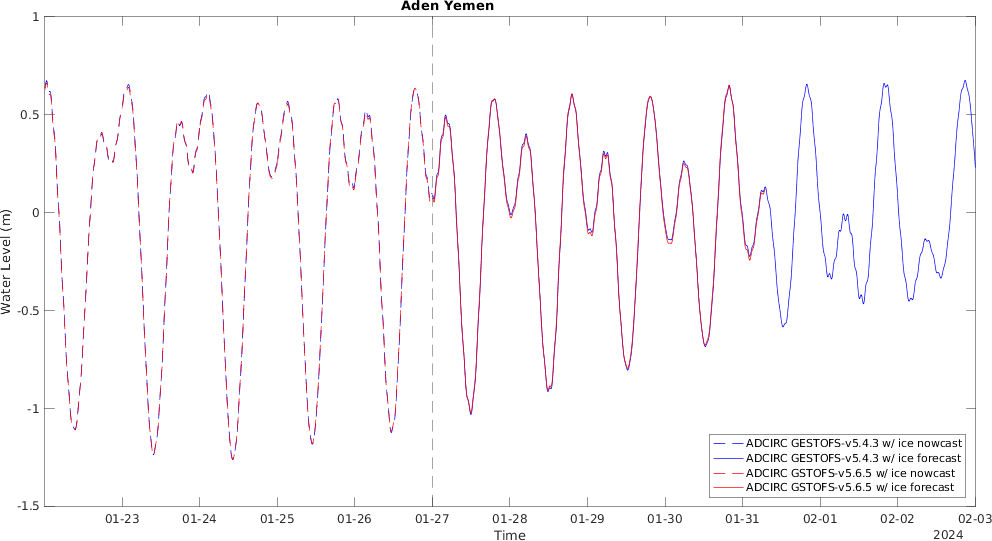 Aden Yemen
Water Level (m)
1
0.5
0
-0.5
-1
-1.5
01-23
01-24
01-25
01-26
01-27
01-28
01-29
01-30
01-31
02-01
02-02
02-03
Time
2024
ADCIRC GESTOFS-v5.4.3 w/ ice nowcast
ADCIRC GESTOFS-v5.4.3 w/ ice forecast
ADCIRC GSTOFS-v5.6.5 w/ ice nowcast
ADCIRC GSTOFS-v5.6.5 w/ ice forecast